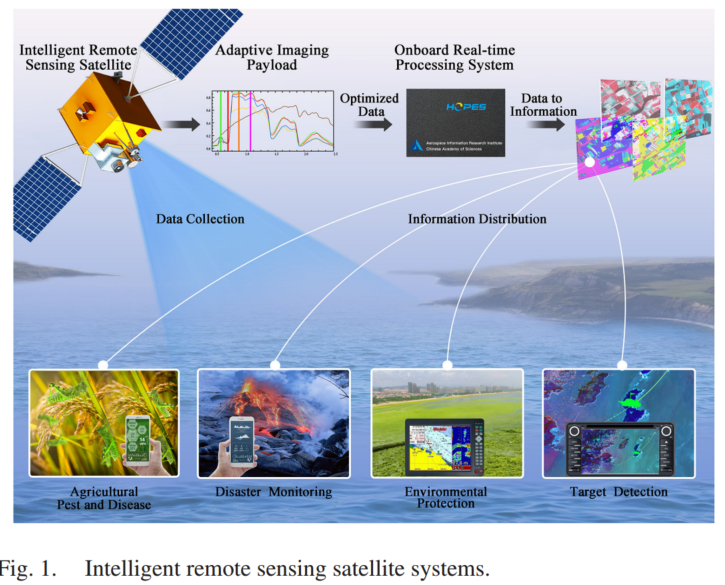 Intelligent Remote
Sensing Satellite
Adaptive Imaging
Payload
Onboard Real-time
Processing System
Optimized
Data
HOPES
Aerospace Information Research Institute
Chinese Academy of Sciences
Data to
Information
Data Collection
Information Distribution
Agricultural
Pest and Disease
Disaster Monitoring
Environmental
Protection
Target Detection
Fig. 1. Intelligent remote sensing satellite systems.